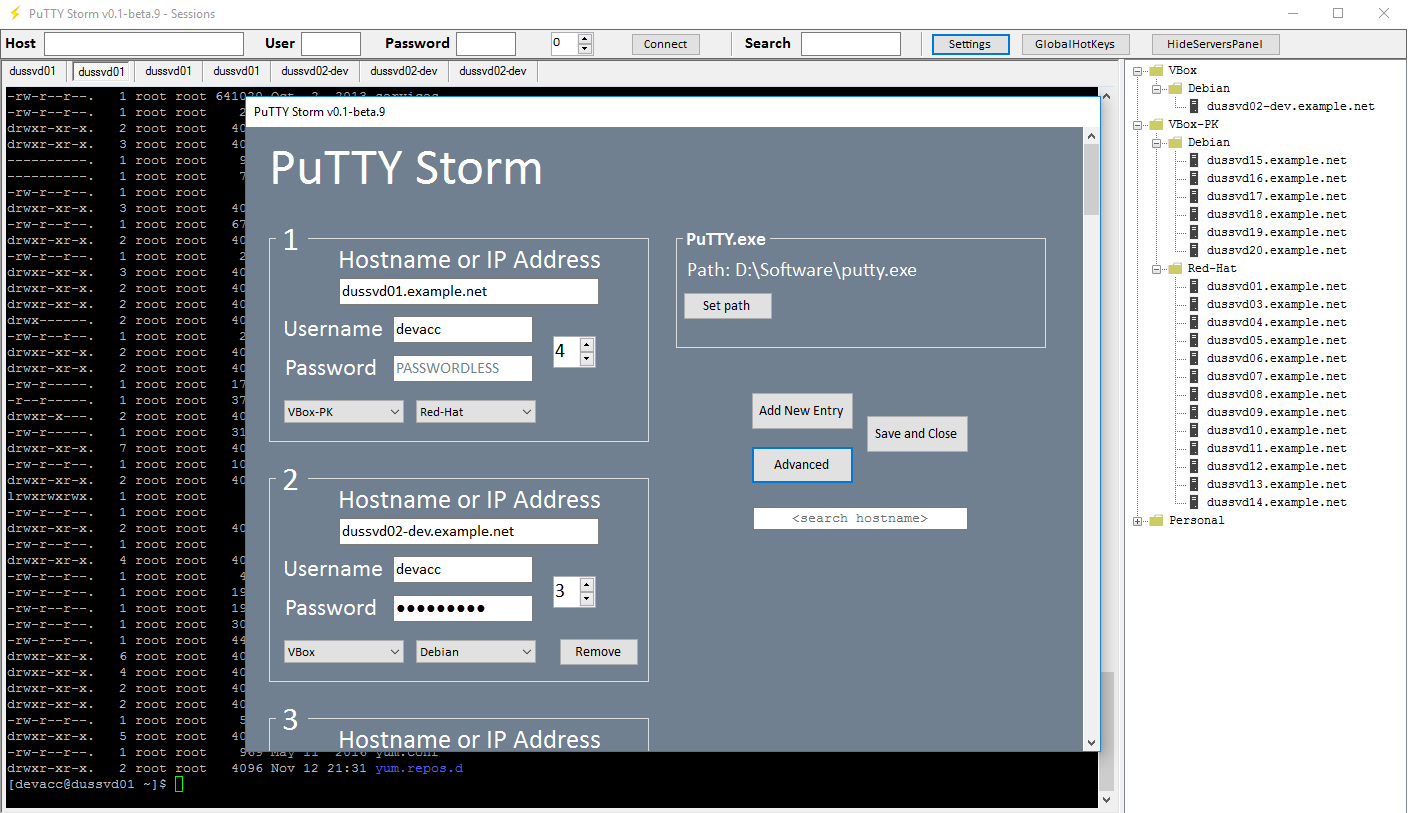 PuTTY Storm v0.1-beta.9 - Sessions
Host User Password 0 Connect Search Settings GlobalHotKeys HideServersPanel
dussvd01 dussvd01 dussvd01 dussvd01 dussvd02-dev dussvd02-dev dussvd02-dev
-rw-r--r--. 1 root root
-rw-r--r--. 1 root root 2
drwxr-xr-x. 2 root root 40
drwxr-xr-x. 3 root root 40
----------. 1 root root 9
----------. 1 root root 7
-rw-r--r--. 1 root root
drwxr-xr-x. 3 root root 40
-rw-r--r--. 1 root root 67
drwxr-xr-x. 2 root root 40
-rw-r--r--. 1 root root 2
drwxr-xr-x. 3 root root 40
drwxr-xr-x. 2 root root 40
drwxr-xr-x. 2 root root 40
drwx------. 2 root root 40
-rw-r--r--. 1 root root 2
drwxr-xr-x. 2 root root 40
drwxr-xr-x. 2 root root 40
-rw-r--r--. 1 root root 17
-r--r-----. 1 root root 37
drwxr-x---. 2 root root 40
-rw-r-----. 1 root root 31
drwxr-xr-x. 7 root root 40
-rw-r--r--. 1 root root 10
drwxr-xr-x. 2 root root 40
lrwxrwxrwx. 1 root root
-rw-r--r--. 1 root root
drwxr-xr-x. 2 root root 40
-rw-r--r--. 1 root root
drwxr-xr-x. 4 root root 40
-rw-r--r--. 1 root root 4
-rw-r--r--. 1 root root 19
-rw-r--r--. 1 root root 19
-rw-r--r--. 1 root root 30
-rw-r--r--. 1 root root 44
drwxr-xr-x. 6 root root 40
drwxr-xr-x. 4 root root 40
drwxr-xr-x. 2 root root 40
drwxr-xr-x. 2 root root 40
-rw-r--r--. 1 root root 5
drwxr-xr-x. 5 root root 40
-rw-r--r--. 1 root root 969 May 11 2016 yum.conf
drwxr-xr-x. 2 root root 4096 Nov 12 21:31 yum.repos.d
[devacc@dussvd01 ~]$
PuTTY Storm v0.1-beta.9
PuTTY Storm
1
Hostname or IP Address
dussvd01.example.net
Username devacc
4
Password PASSWORDLESS
VBox-PK Red-Hat
2
Hostname or IP Address
dussvd02-dev.example.net
Username devacc
3
Password ●●●●●●●●●
VBox Debian Remove
3
Hostname or IP Address
PuTTY.exe
Path: D:\Software\putty.exe
Set path
Add New Entry
Save and Close
Advanced
<search hostname>
VBox
Debian
dussvd02-dev.example.net
VBox-PK
Debian
dussvd15.example.net
dussvd16.example.net
dussvd17.example.net
dussvd18.example.net
dussvd19.example.net
dussvd20.example.net
Red-Hat
dussvd01.example.net
dussvd03.example.net
dussvd04.example.net
dussvd05.example.net
dussvd06.example.net
dussvd07.example.net
dussvd08.example.net
dussvd09.example.net
dussvd10.example.net
dussvd11.example.net
dussvd12.example.net
dussvd13.example.net
dussvd14.example.net
Personal